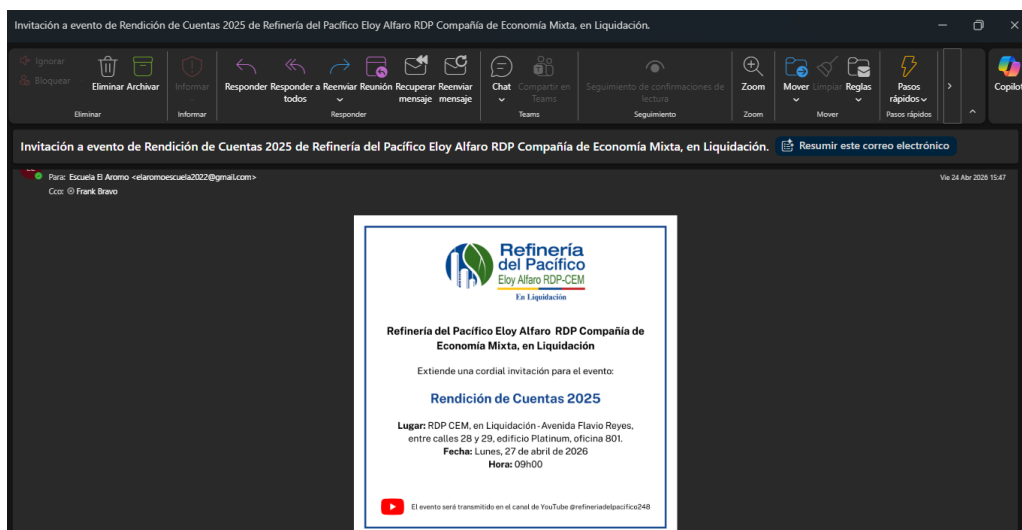 Invitación a evento de Rendición de Cuentas 2025 de Refinería del Pacífico Eloy Alfaro RDP Compañía de Economía Mixta, en Liquidación.
Ignorar
Bloquear
Eliminar Archivar
Eliminar
Informar
Informar
Responder Responder a todos Reenviar Reunión Recuperar mensaje Reenviar mensaje
Responder
Chat Compartir en Teams
Teams
Seguimiento de confirmaciones de lectura
Seguimiento
Zoom
Zoom
Mover Limpiar Reglas
Mover
Pasos rápidos
Pasos rápidos
Copilot
Invitación a evento de Rendición de Cuentas 2025 de Refinería del Pacífico Eloy Alfaro RDP Compañía de Economía Mixta, en Liquidación. Resumir este correo electrónico
Para: Escuela El Aromo <elaromoescuela2022@gmail.com> Vie 24 Abr 2026 15:47
Cco: Frank Bravo
Refinería
del Pacífico
Eloy Alfaro RDP-CEM
En Liquidación
Refinería del Pacífico Eloy Alfaro RDP Compañía de
Economía Mixta, en Liquidación
Extiende una cordial invitación para el evento:
Rendición de Cuentas 2025
Lugar: RDP CEM, en Liquidación - Avenida Flavio Reyes,
entre calles 28 y 29, edificio Platinum, oficina 801.
Fecha: Lunes, 27 de abril de 2026
Hora: 09h00
El evento será transmitido en el canal de YouTube @refineriadelpacifico248